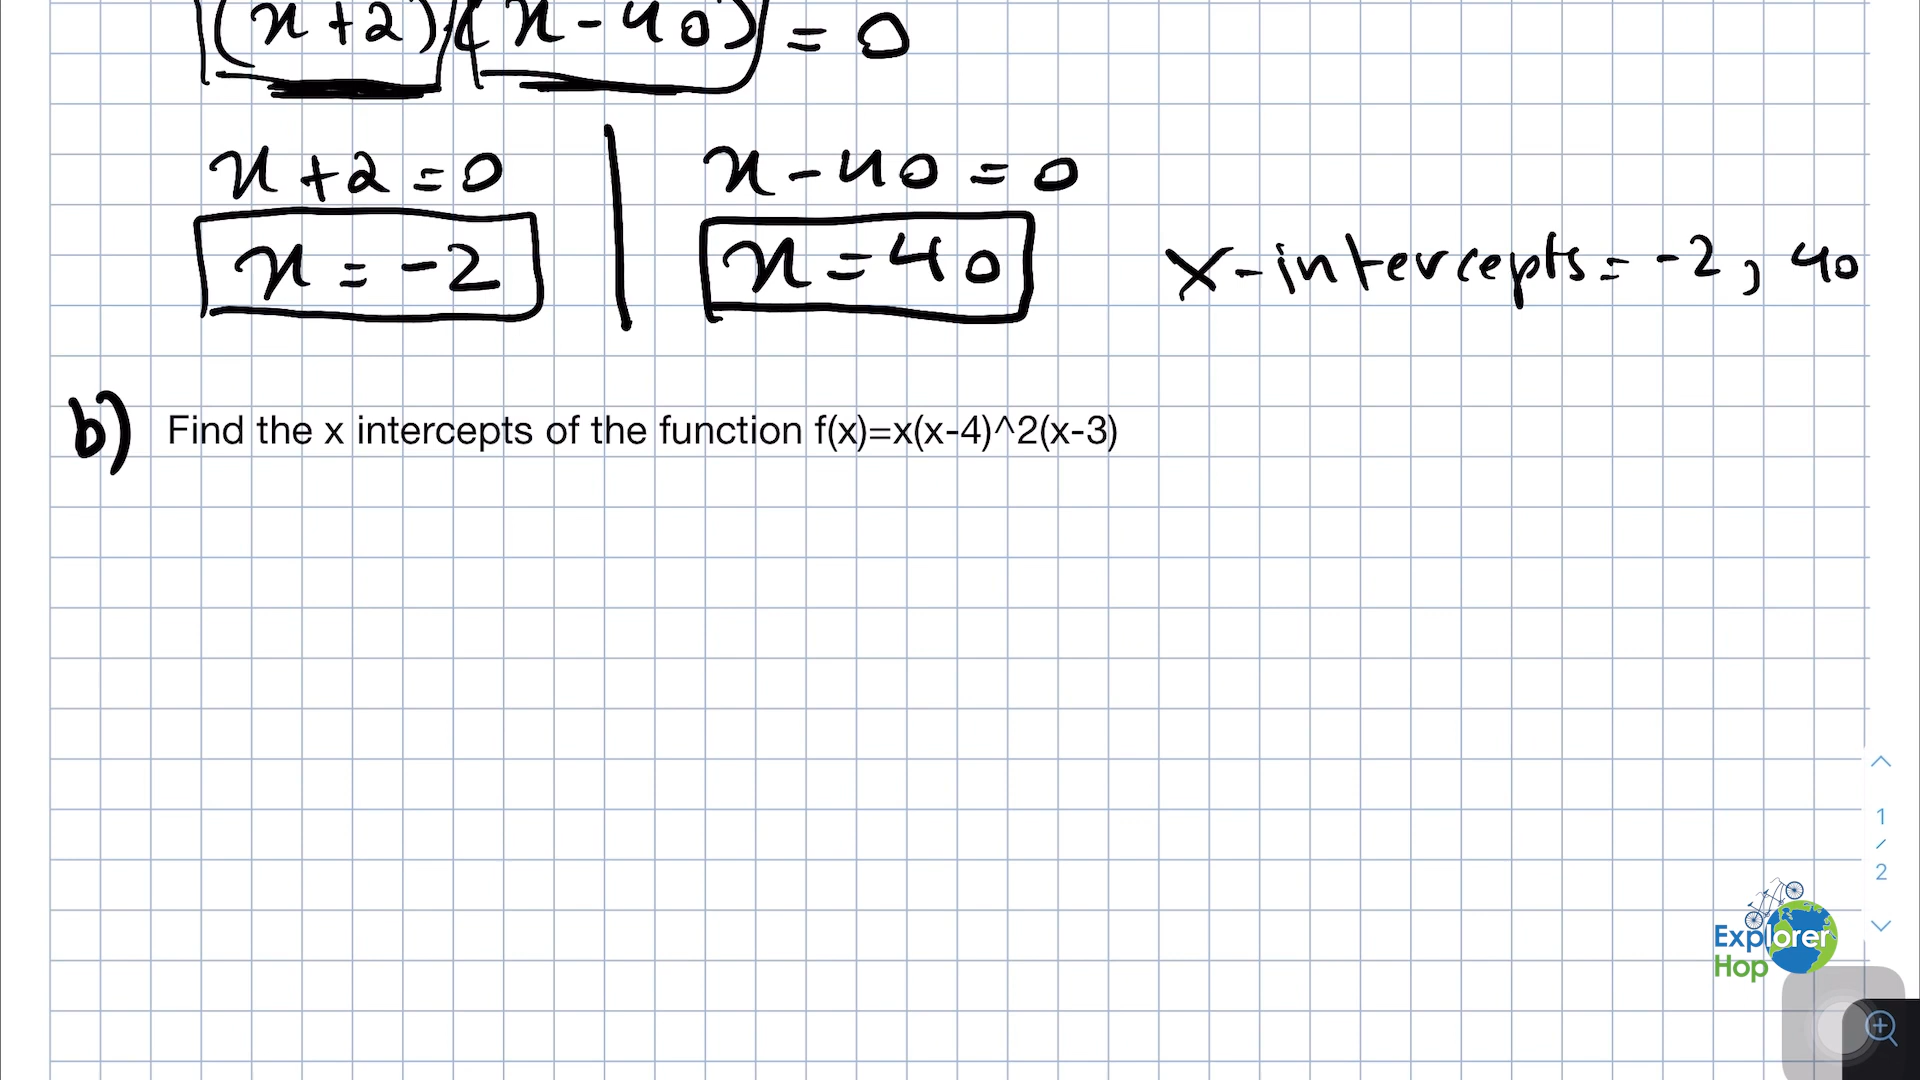 (x+2)(x-40) = 0
x+2=0 x-40=0
x=-2 x=40 x-intercepts= -2, 40
b) Find the x intercepts of the function f(x)=x(x-4)^2(x-3)
1
/
2
Explorer
Hop